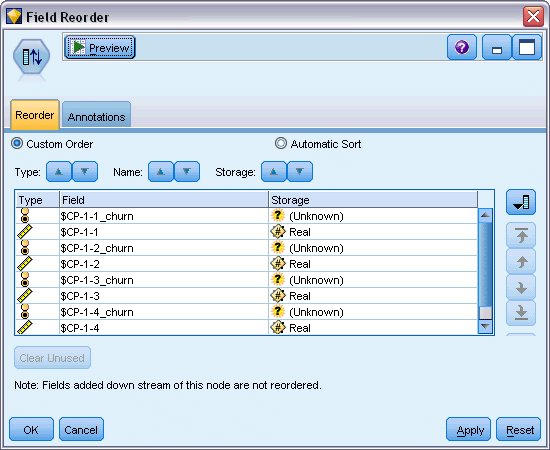 Field Reorder
Preview
Reorder Annotations
Custom Order Automatic Sort
Type: Name: Storage:
Type Field Storage
$CP-1-1_churn (Unknown)
$CP-1-1 Real
$CP-1-2_churn (Unknown)
$CP-1-2 Real
$CP-1-3_churn (Unknown)
$CP-1-3 Real
$CP-1-4_churn (Unknown)
$CP-1-4 Real
Clear Unused
Note: Fields added down stream of this node are not reordered.
OK Cancel Apply Reset